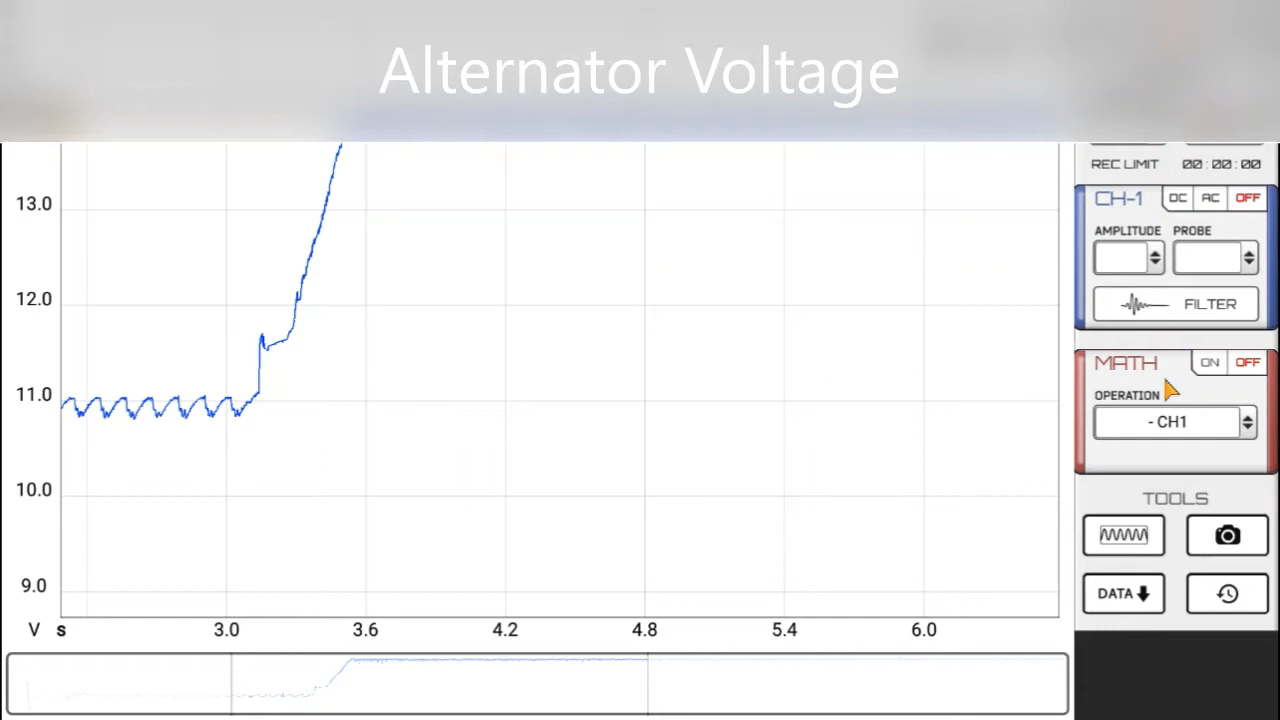 Alternator Voltage
REC LIMIT 00:00:00
13.0
CH-1 DC AC OFF
AMPLITUDE PROBE
12.0
FILTER
MATH ON OFF
11.0
OPERATION
- CH1
10.0
TOOLS
9.0
DATA
V s 3.0 3.6 4.2 4.8 5.4 6.0